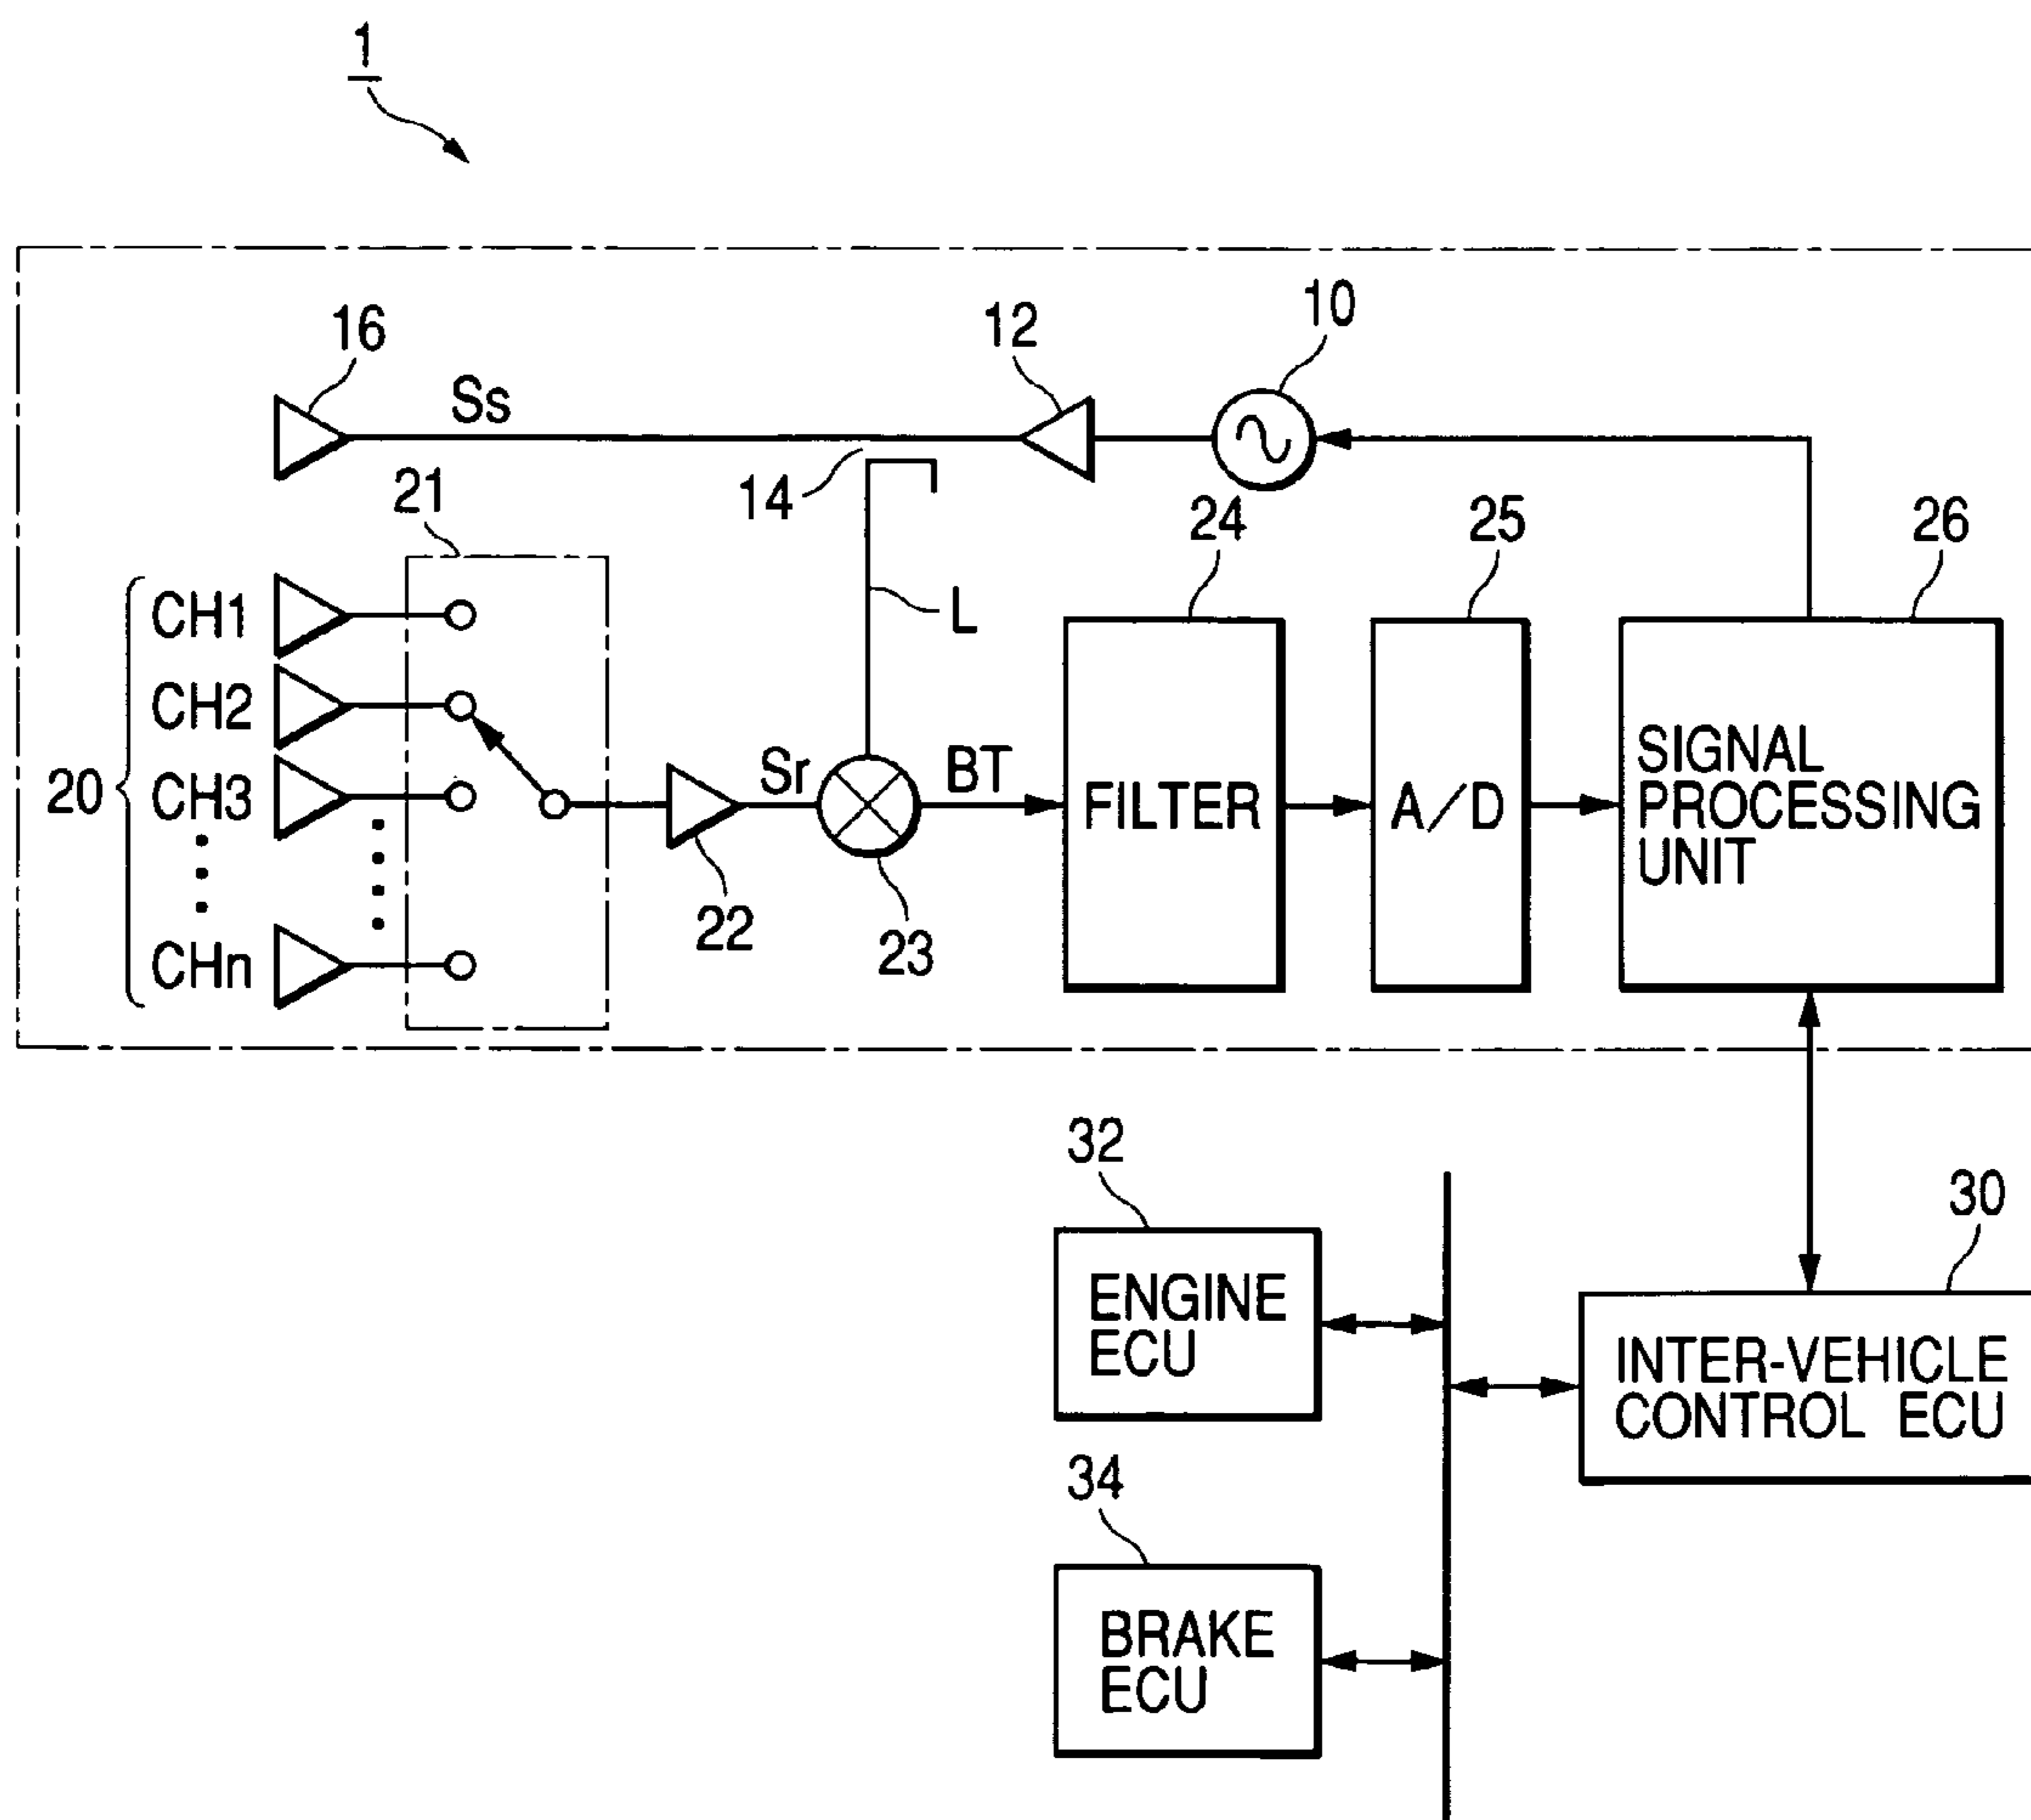 1
16
Ss
12
10
14
21
24
25
26
L
20
CH1
CH2
CH3
CHn
22
Sr
23
BT
FILTER
A/D
SIGNAL
PROCESSING
UNIT
32
30
ENGINE
ECU
INTER-VEHICLE
CONTROL ECU
34
BRAKE
ECU